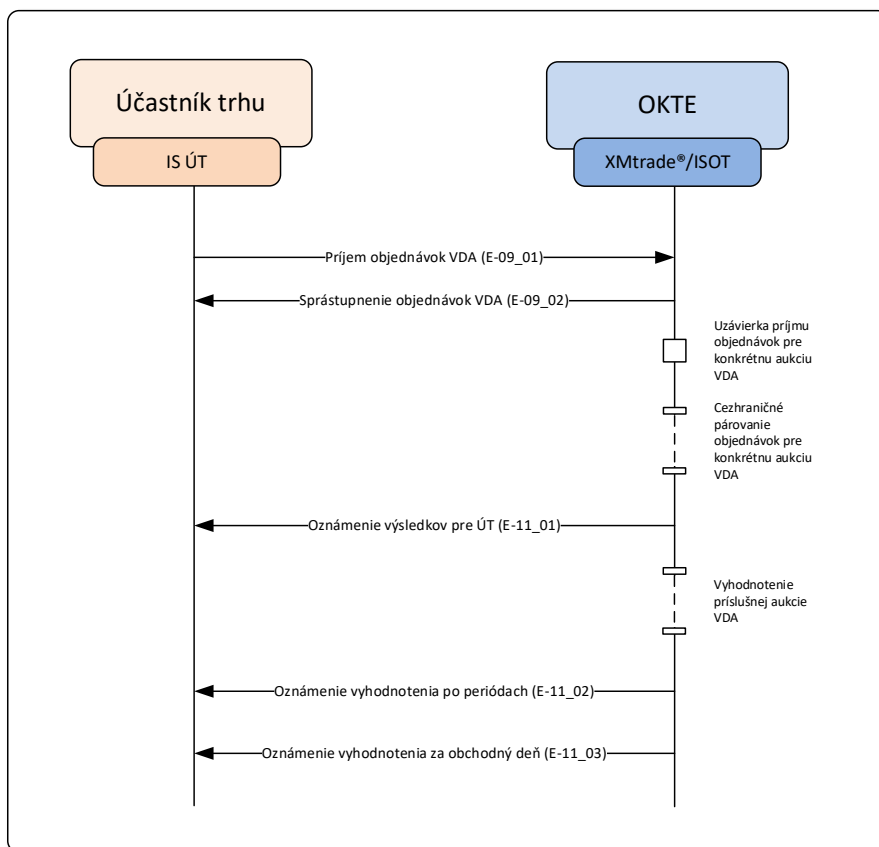 Účastník trhu
OKTE
IS ÚT
XMtrade®/ISOT
Príjem objednávok VDA (E-09_01)
Sprástupnenie objednávok VDA (E-09_02)
Uzávierka príjmu
objednávok pre
konkrétnu aukciu
VDA
Cezhraničné
párovanie
objednávok pre
konkrétnu aukciu
VDA
Oznámenie výsledkov pre ÚT (E-11_01)
Vyhodnotenie
príslušnej aukcie
VDA
Oznámenie vyhodnotenia po periódach (E-11_02)
Oznámenie vyhodnotenia za obchodný deň (E-11_03)